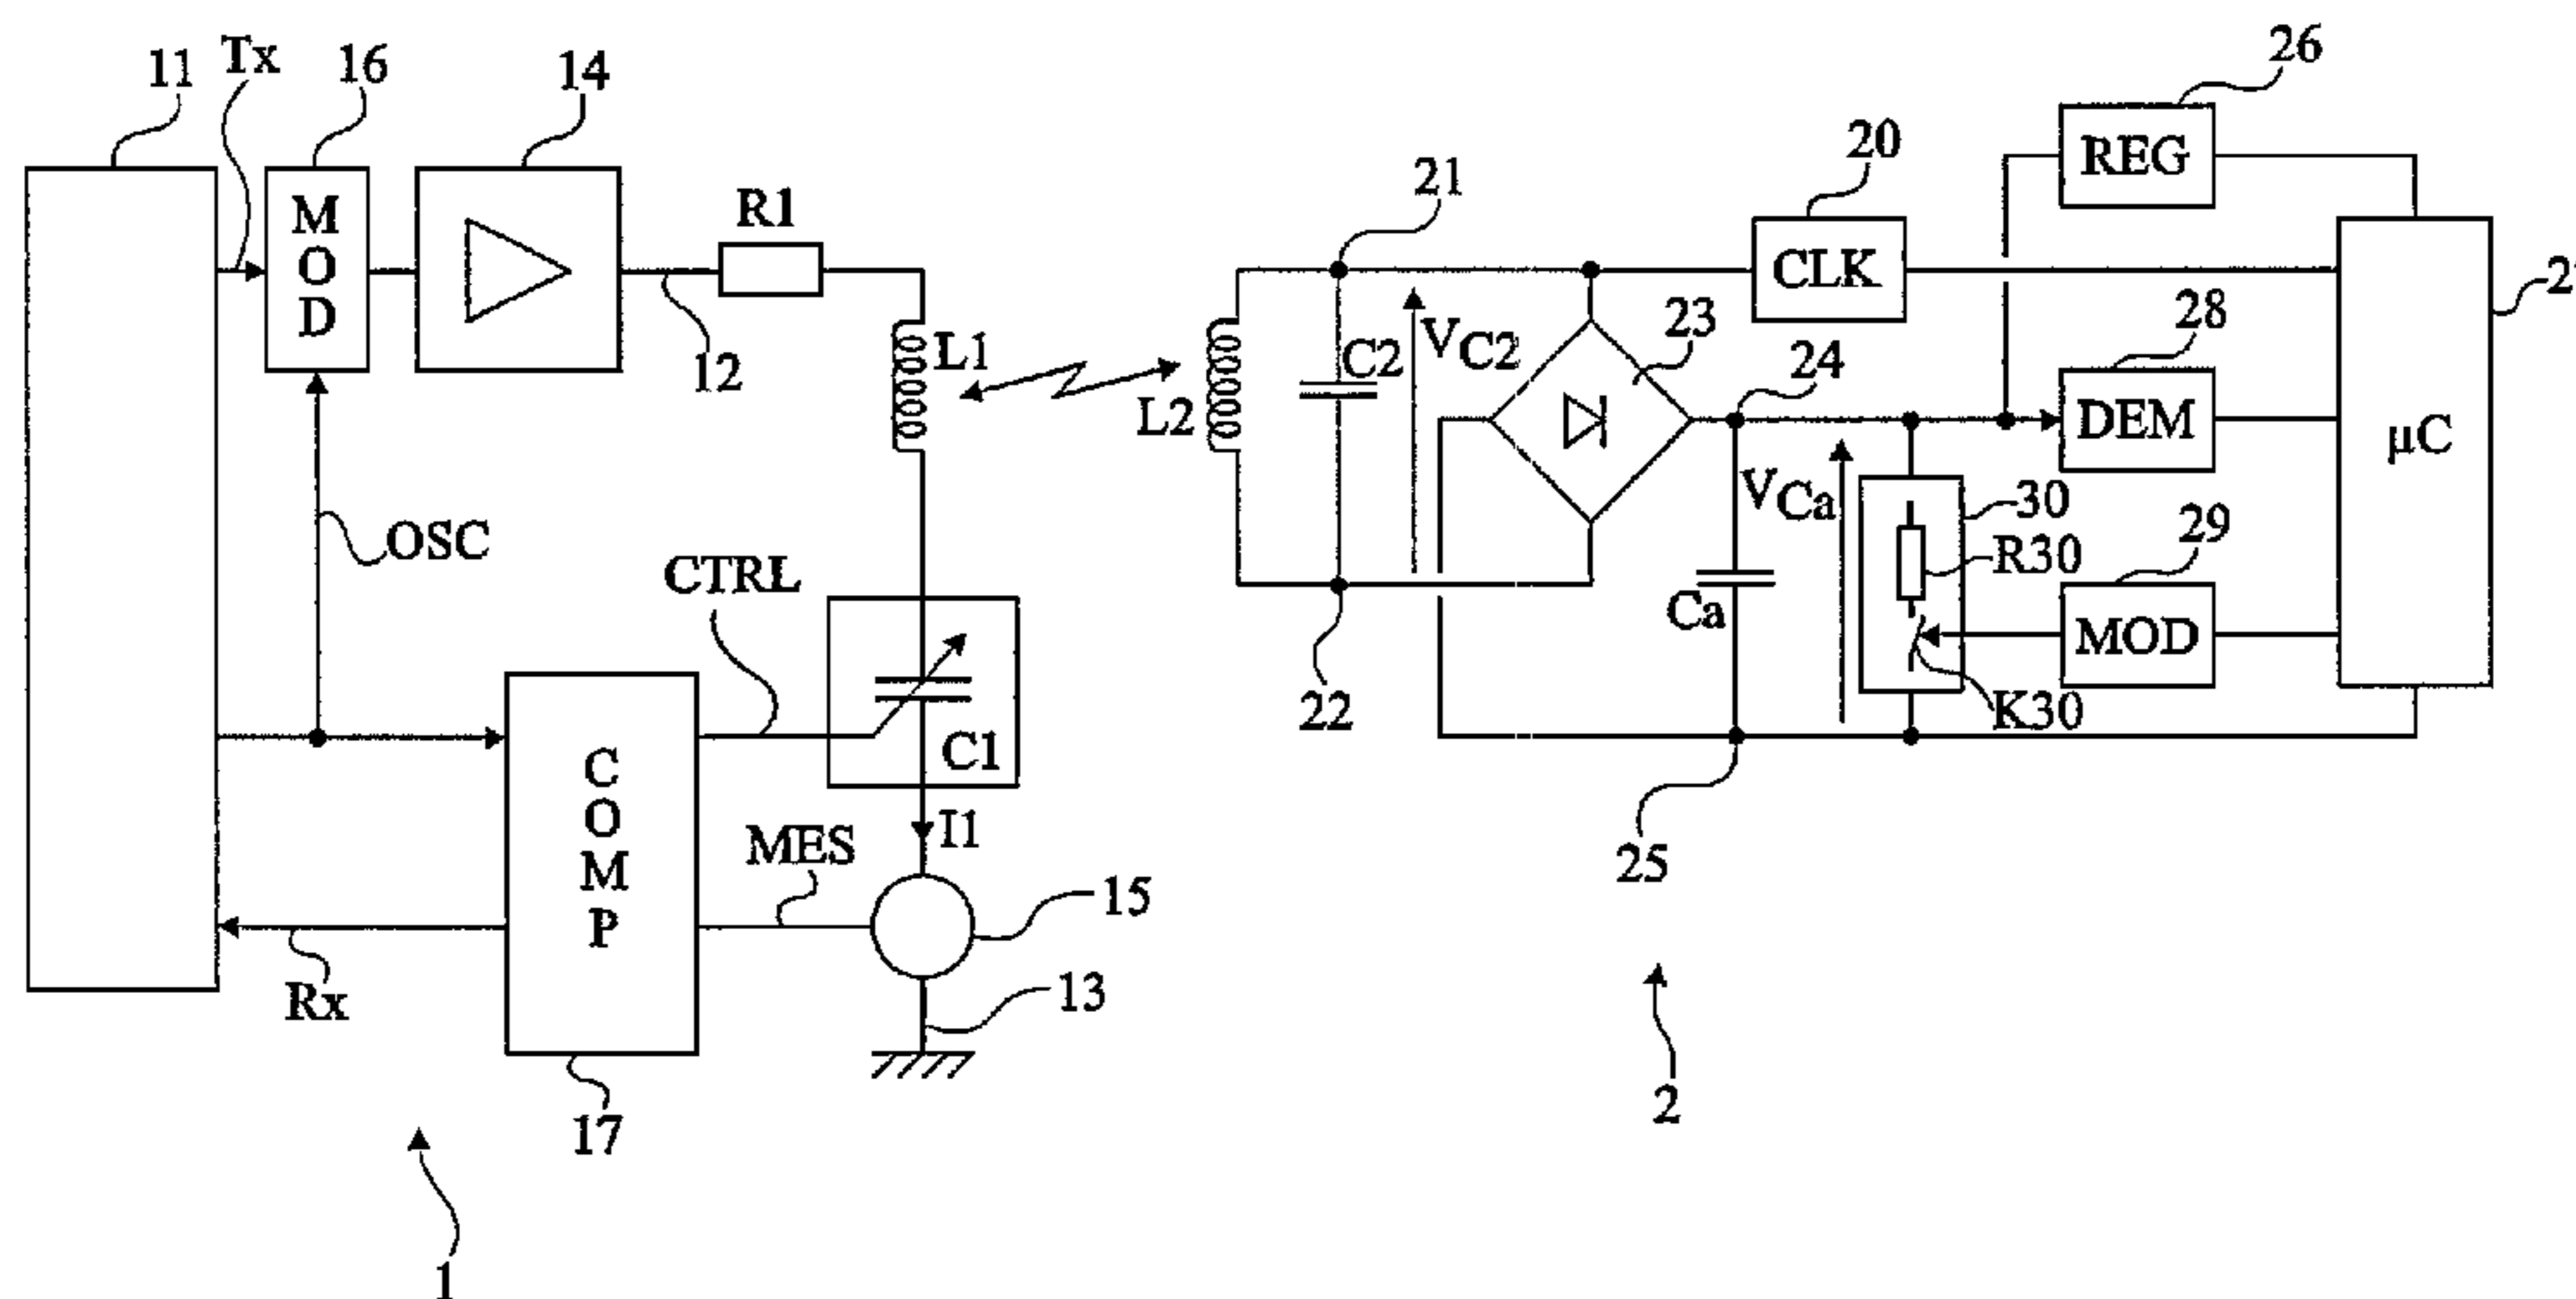 11
Tx
16
14
R1
MOD
12
L1
OSC
CTRL
C1
I1
COMP
MES
15
13
Rx
17
1
L2
21
C2
VC2
22
23
20
CLK
24
26
REG
28
DEM
VCa
Ca
30
R30
29
MOD
K30
25
µC
2